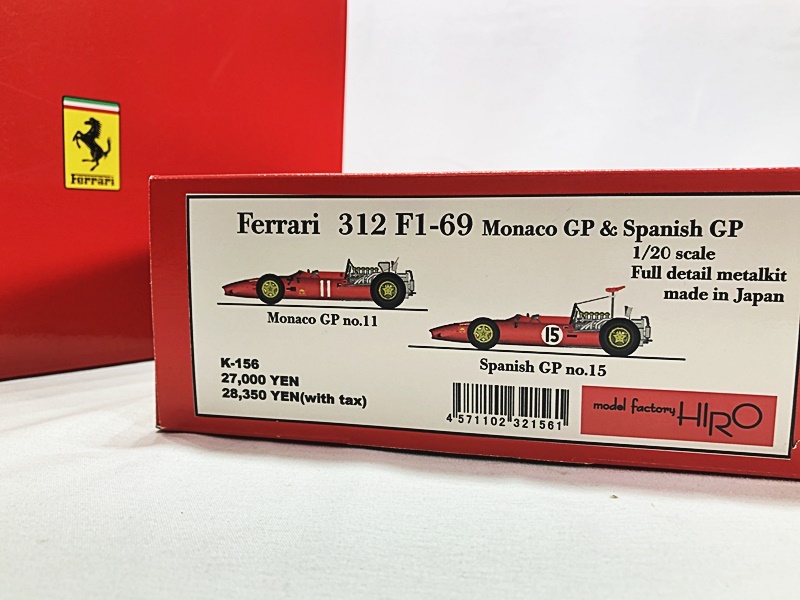 Ferrari
Ferrari 312 F1-69 Monaco GP & Spanish GP
1/20 scale
Full detail metalkit
made in Japan
11
Monaco GP no.11
15
Spanish GP no.15
K-156
27,000 YEN
28,350 YEN(with tax)
4 571102 321561
model factory HIRO